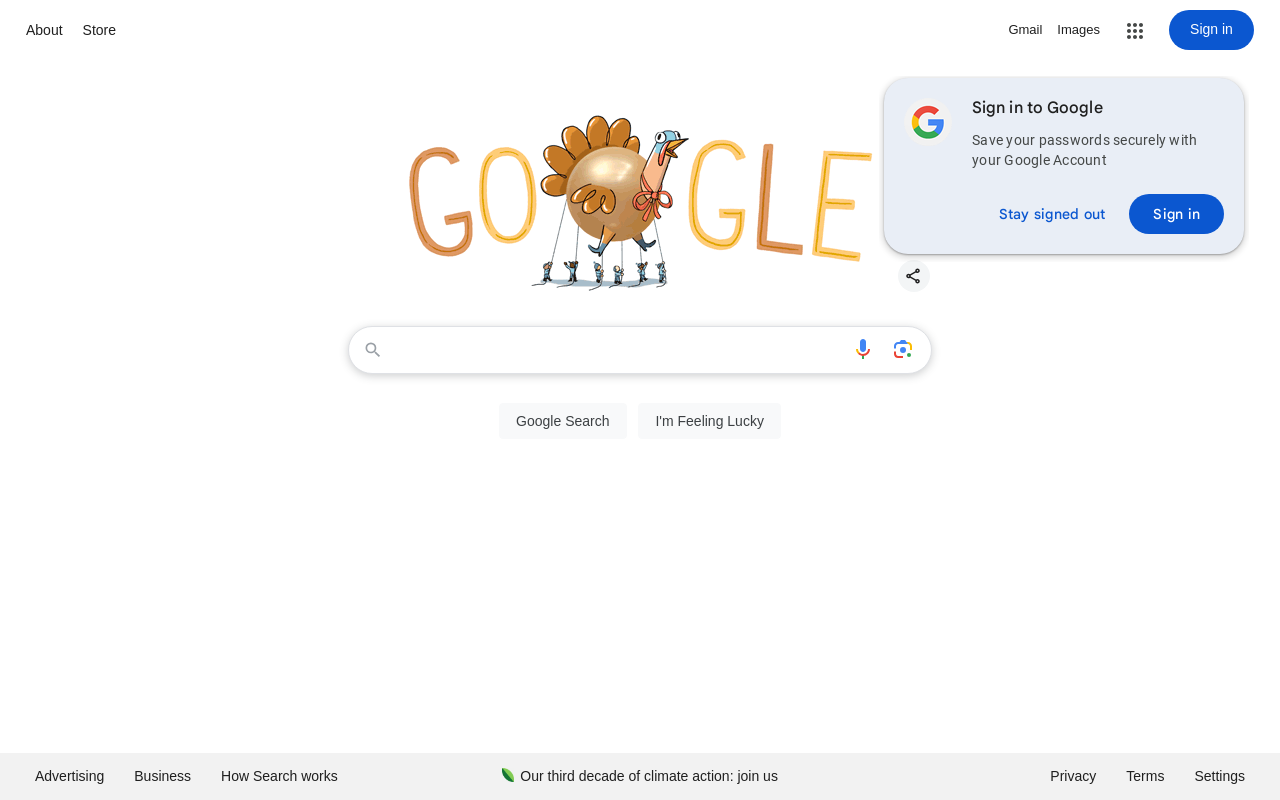 About Store
Gmail Images
Sign in
GOOGLE
Sign in to Google
Save your passwords securely with
your Google Account
Stay signed out
Sign in
Google Search
I'm Feeling Lucky
Advertising Business How Search works
Our third decade of climate action: join us
Privacy Terms Settings